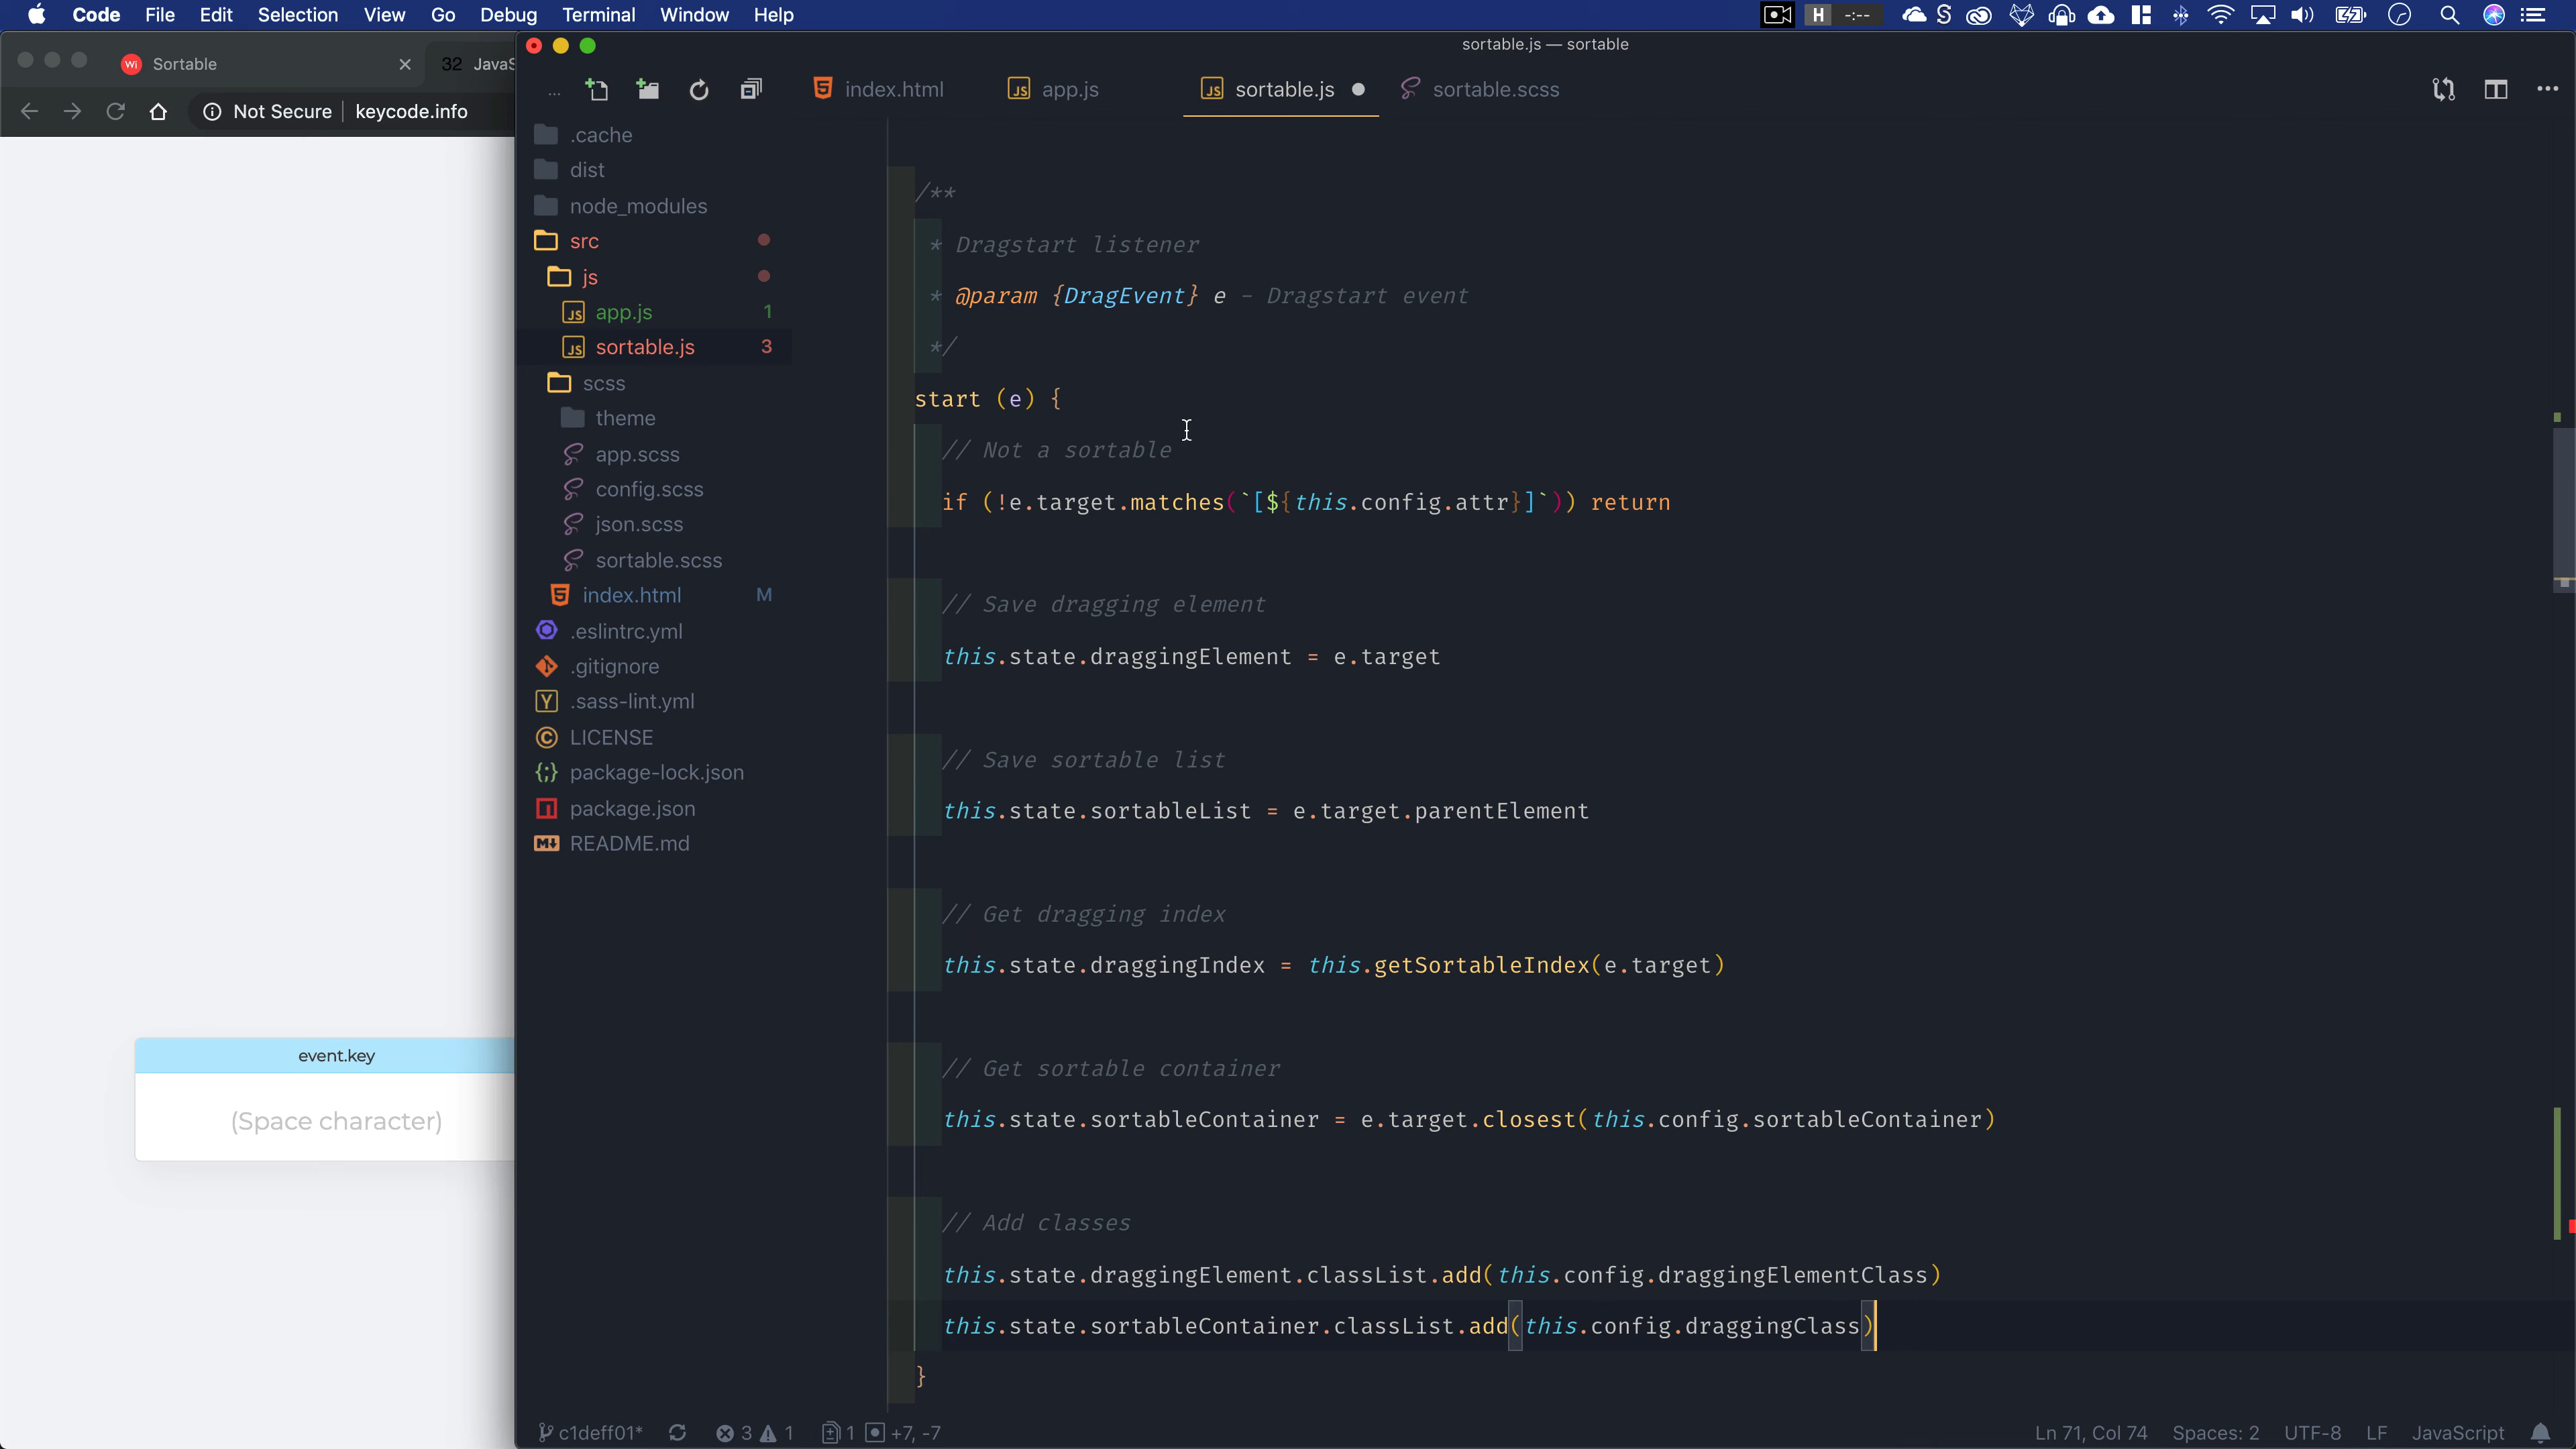 Code File Edit Selection View Go Debug Terminal Window Help
H -:--
sortable.js — sortable
Sortable
32 JavaS
Not Secure keycode.info
index.html
app.js
sortable.js
sortable.scss
.cache
dist
node_modules
src
js
app.js 1
sortable.js 3
scss
theme
app.scss
config.scss
json.scss
sortable.scss
index.html M
.eslintrc.yml
.gitignore
.sass-lint.yml
LICENSE
package-lock.json
package.json
README.md
/**
* Dragstart listener
* @param {DragEvent} e - Dragstart event
*/
start (e) {
// Not a sortable
if (!e.target.matches(`[${this.config.attr}]`)) return
// Save dragging element
this.state.draggingElement = e.target
// Save sortable list
this.state.sortableList = e.target.parentElement
// Get dragging index
this.state.draggingIndex = this.getSortableIndex(e.target)
// Get sortable container
this.state.sortableContainer = e.target.closest(this.config.sortableContainer)
// Add classes
this.state.draggingElement.classList.add(this.config.draggingElementClass)
this.state.sortableContainer.classList.add(this.config.draggingClass)
}
event.key
(Space character)
c1deff01* 3 1 1 +7, -7
Ln 71, Col 74 Spaces: 2 UTF-8 LF JavaScript